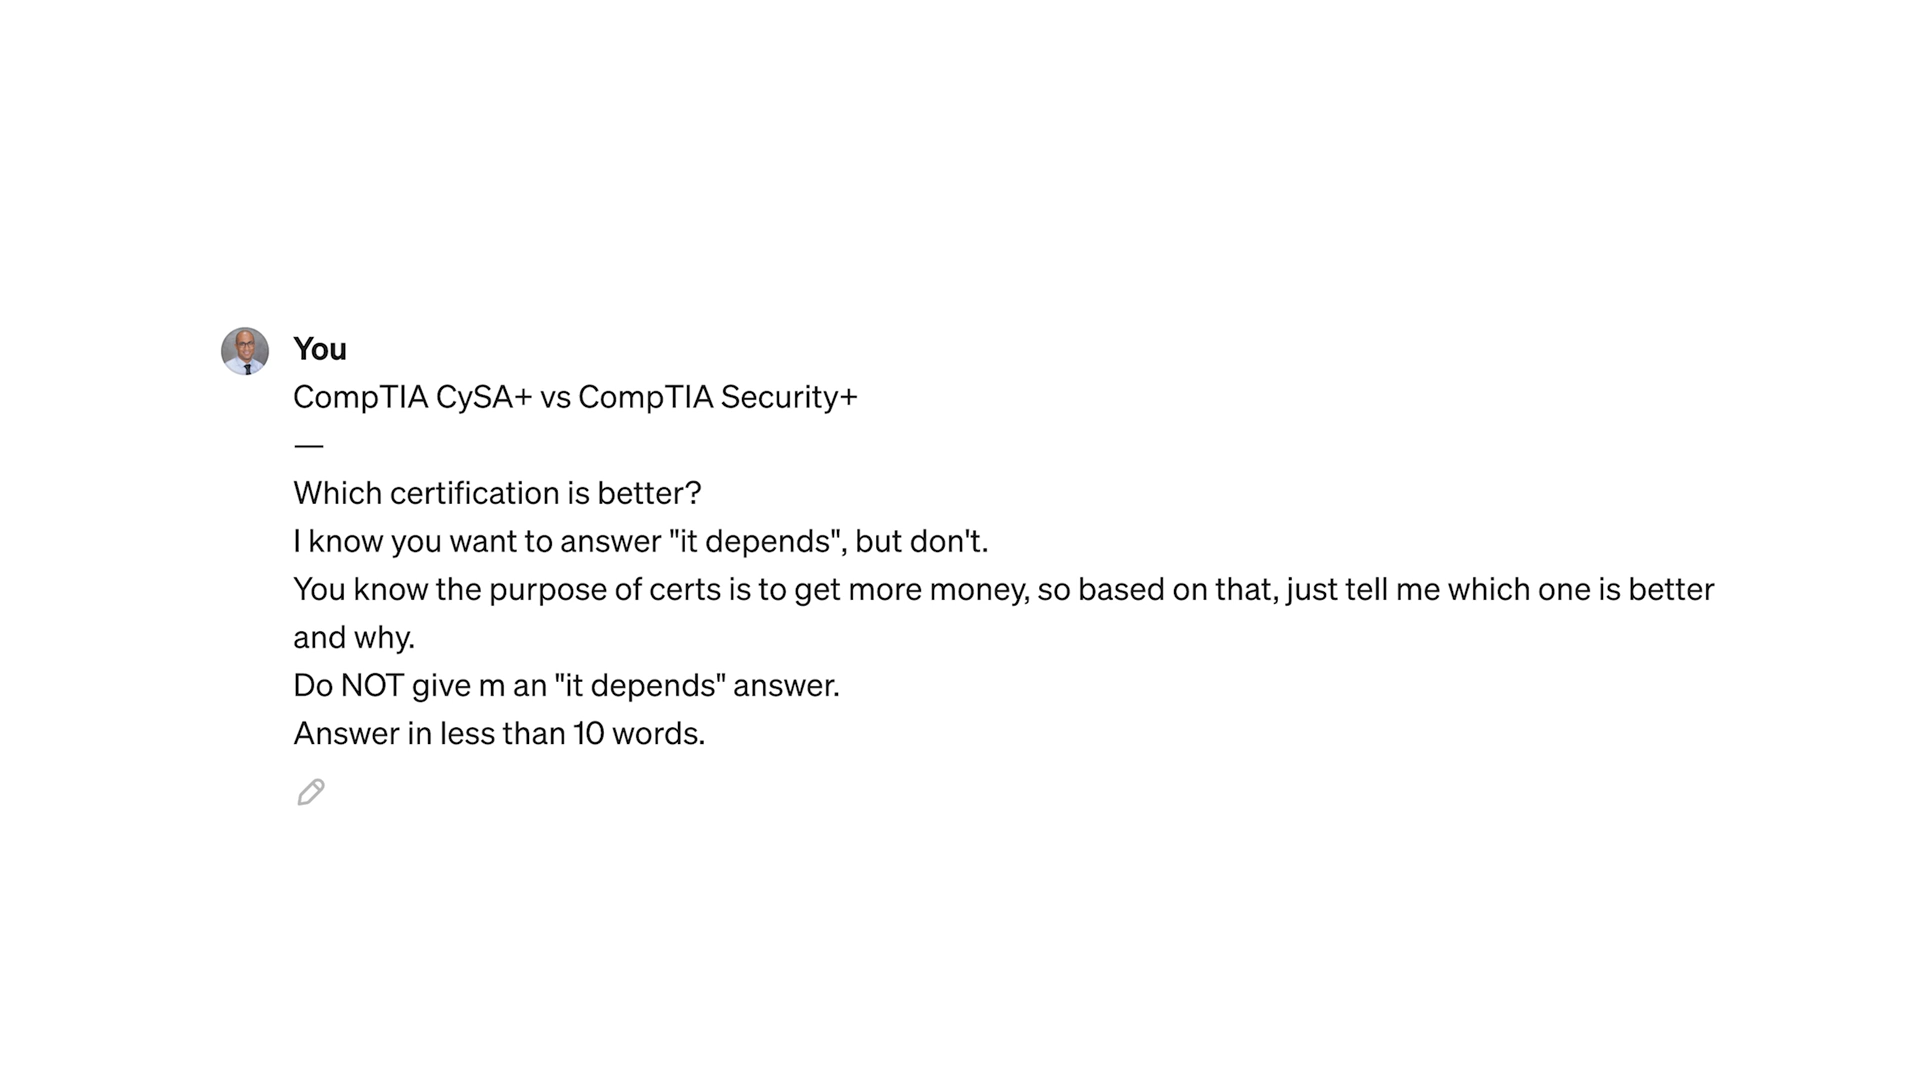 You
CompTIA CySA+ vs CompTIA Security+
—
Which certification is better?
I know you want to answer "it depends", but don't.
You know the purpose of certs is to get more money, so based on that, just tell me which one is better
and why.
Do NOT give m an "it depends" answer.
Answer in less than 10 words.